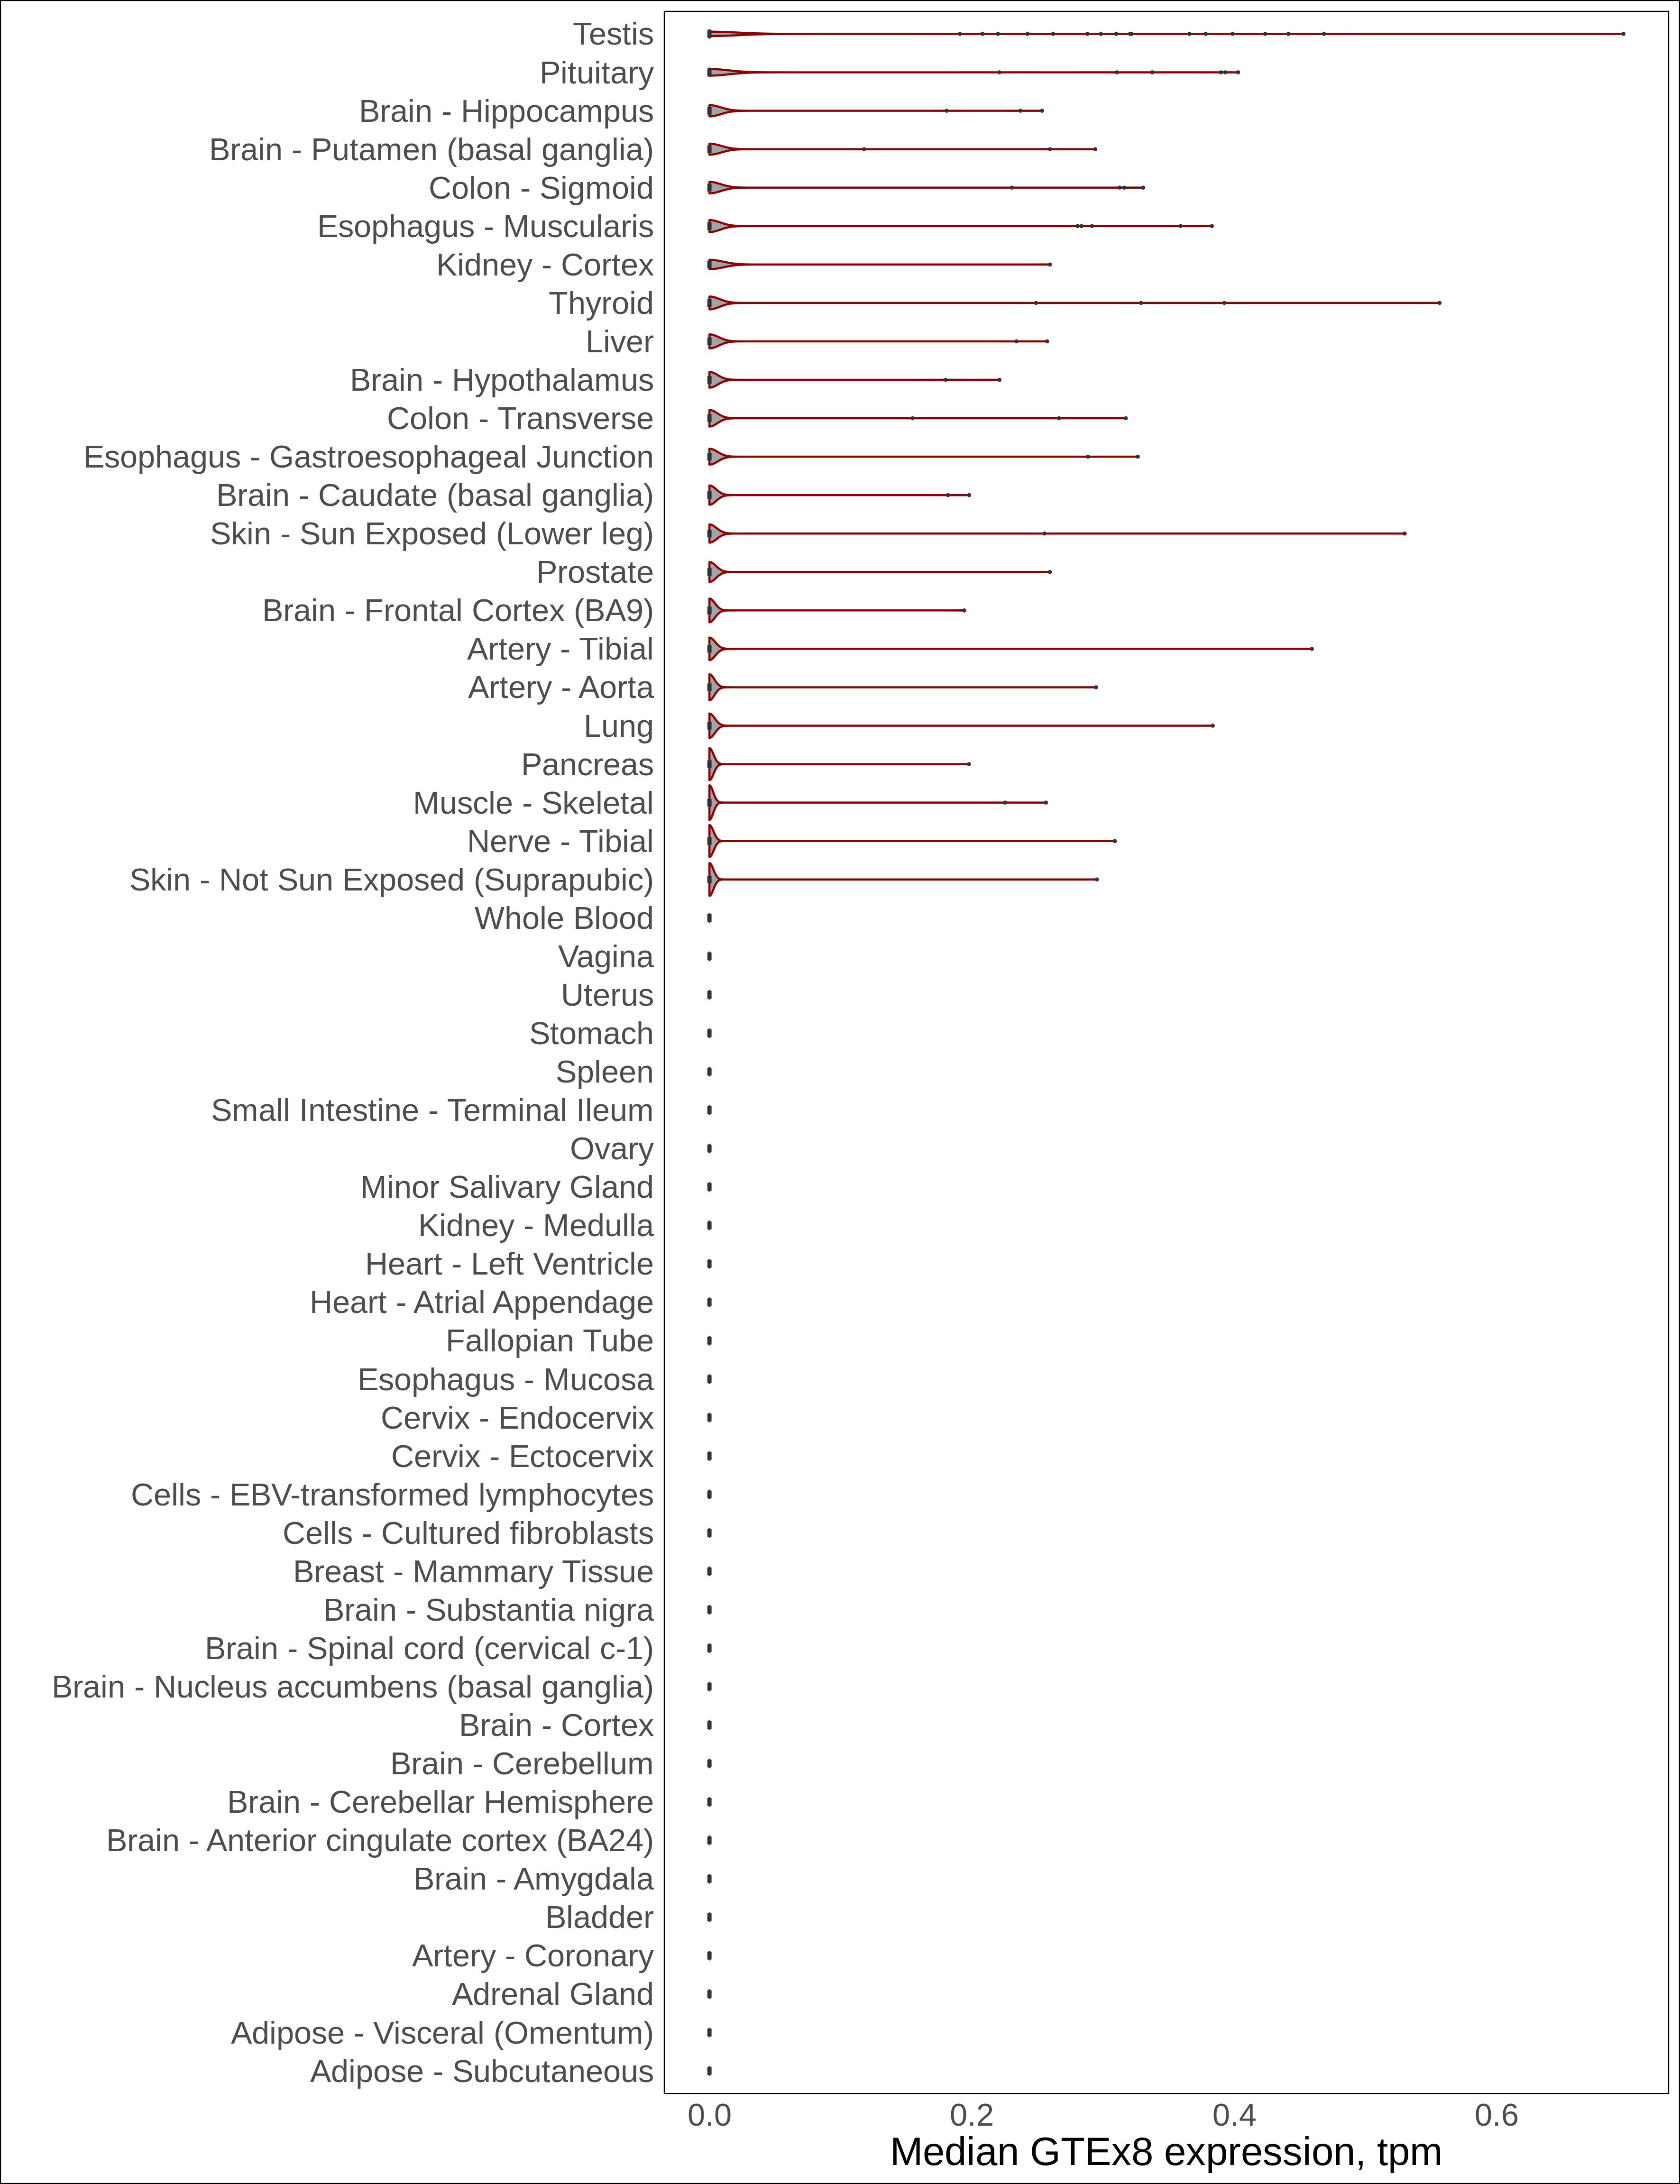 Testis
Pituitary
Brain - Hippocampus
Brain - Putamen (basal ganglia)
Colon - Sigmoid
Esophagus - Muscularis
Kidney - Cortex
Thyroid
Liver
Brain - Hypothalamus
Colon - Transverse
Esophagus - Gastroesophageal Junction
Brain - Caudate (basal ganglia)
Skin - Sun Exposed (Lower leg)
Prostate
Brain - Frontal Cortex (BA9)
Artery - Tibial
Artery - Aorta
Lung
Pancreas
Muscle - Skeletal
Nerve - Tibial
Skin - Not Sun Exposed (Suprapubic)
Whole Blood
Vagina
Uterus
Stomach
Spleen
Small Intestine - Terminal Ileum
Ovary
Minor Salivary Gland
Kidney - Medulla
Heart - Left Ventricle
Heart - Atrial Appendage
Fallopian Tube
Esophagus - Mucosa
Cervix - Endocervix
Cervix - Ectocervix
Cells - EBV-transformed lymphocytes
Cells - Cultured fibroblasts
Breast - Mammary Tissue
Brain - Substantia nigra
Brain - Spinal cord (cervical c-1)
Brain - Nucleus accumbens (basal ganglia)
Brain - Cortex
Brain - Cerebellum
Brain - Cerebellar Hemisphere
Brain - Anterior cingulate cortex (BA24)
Brain - Amygdala
Bladder
Artery - Coronary
Adrenal Gland
Adipose - Visceral (Omentum)
Adipose - Subcutaneous
0.0 0.2 0.4 0.6
Median GTEx8 expression, tpm